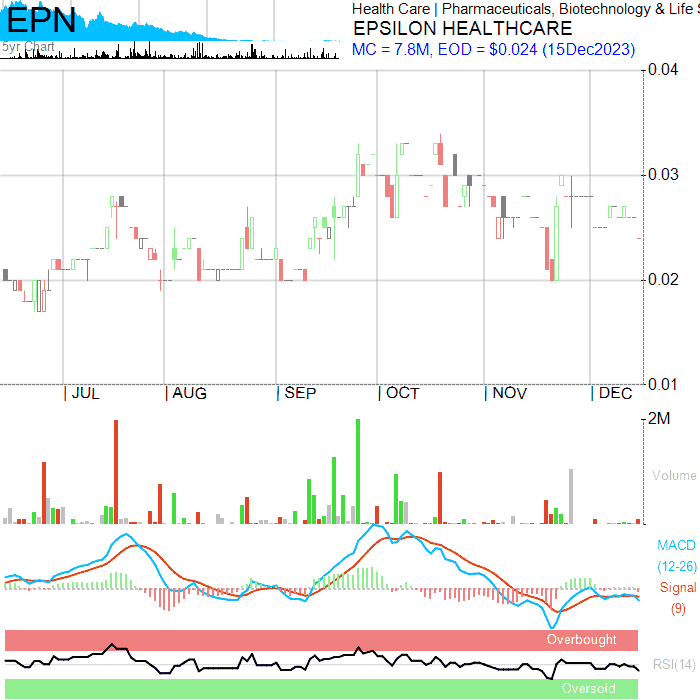 EPN
5yr Chart
Health Care | Pharmaceuticals, Biotechnology & Life S
EPSILON HEALTHCARE
MC = 7.8M, EOD = $0.024 (15Dec2023)
0.04
0.03
0.02
0.01
JUL AUG SEP OCT NOV DEC
2M
Volume
MACD
(12-26)
Signal
(9)
Overbought
RSI(14)
Oversold